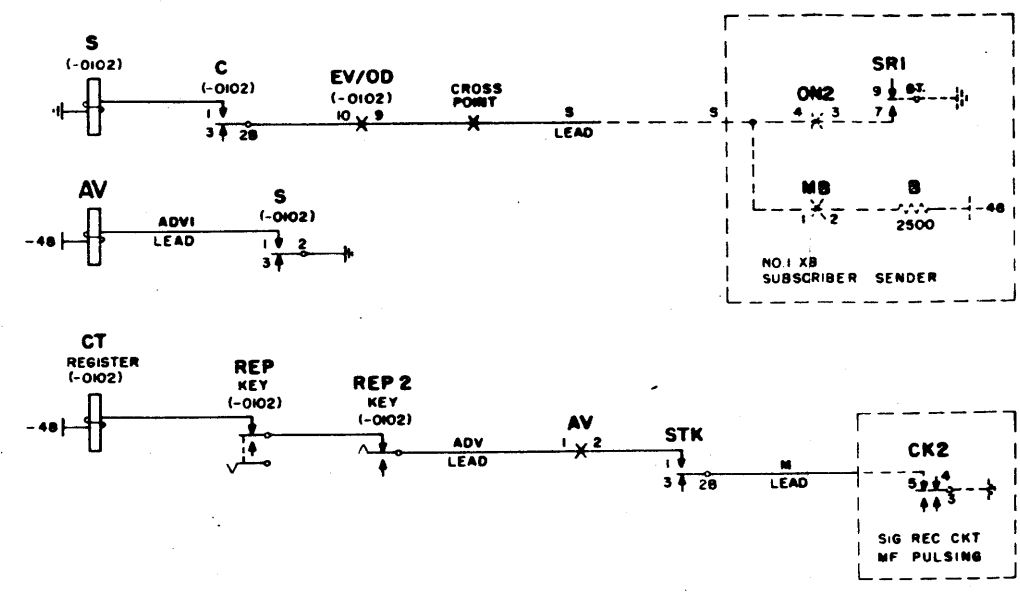 S
(-0102)
C
(-0102)
1
3
2B
EV/OD
(-0102)
10 9
CROSS
POINT
S
LEAD
S
ON2
4 3
SR1
9
7
B.T.
MB
1 2
B
2500
-48
NO.1 XB
SUBSCRIBER SENDER
AV
-48
ADV1
LEAD
S
(-0102)
1
3
2
CT
REGISTER
(-0102)
-48
REP
KEY
(-0102)
REP 2
KEY
(-0102)
ADV
LEAD
AV
1 2
STK
1
3
2B
M
LEAD
CK2
5 4
3
SIG REC CKT
MF PULSING